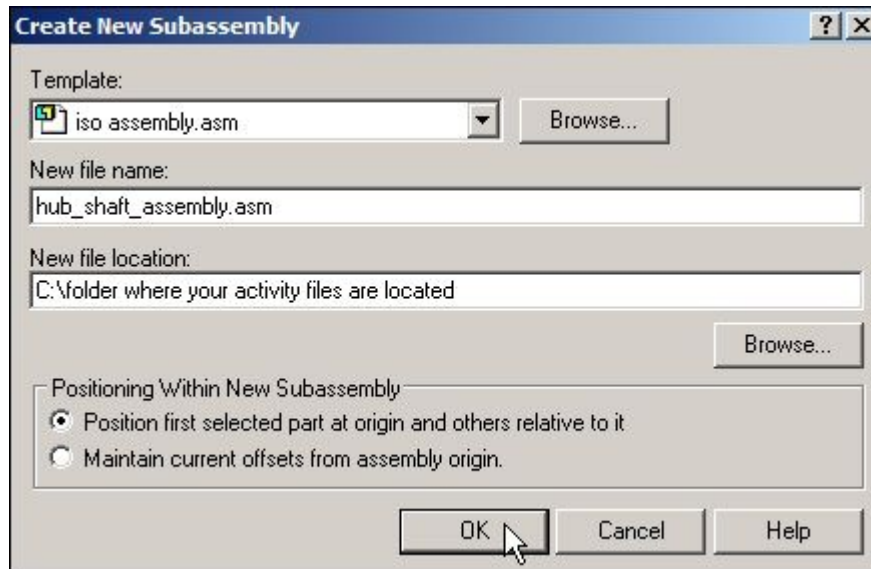 Create New Subassembly
Template:
iso assembly.asm
Browse...
New file name:
hub_shaft_assembly.asm
New file location:
C:\folder where your activity files are located
Browse...
Positioning Within New Subassembly
Position first selected part at origin and others relative to it
Maintain current offsets from assembly origin.
OK Cancel Help